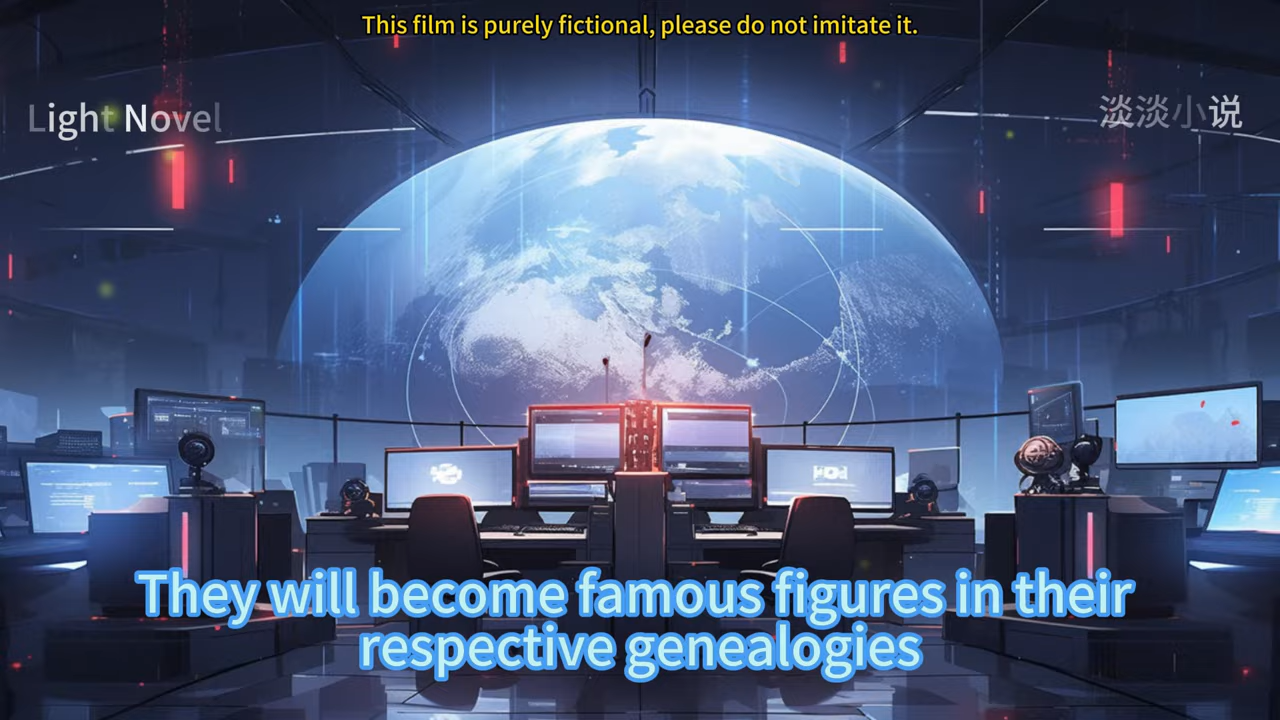 This film is purely fictional, please do not imitate it.
Light Novel
淡淡小说
They will become famous figures in their
respective genealogies